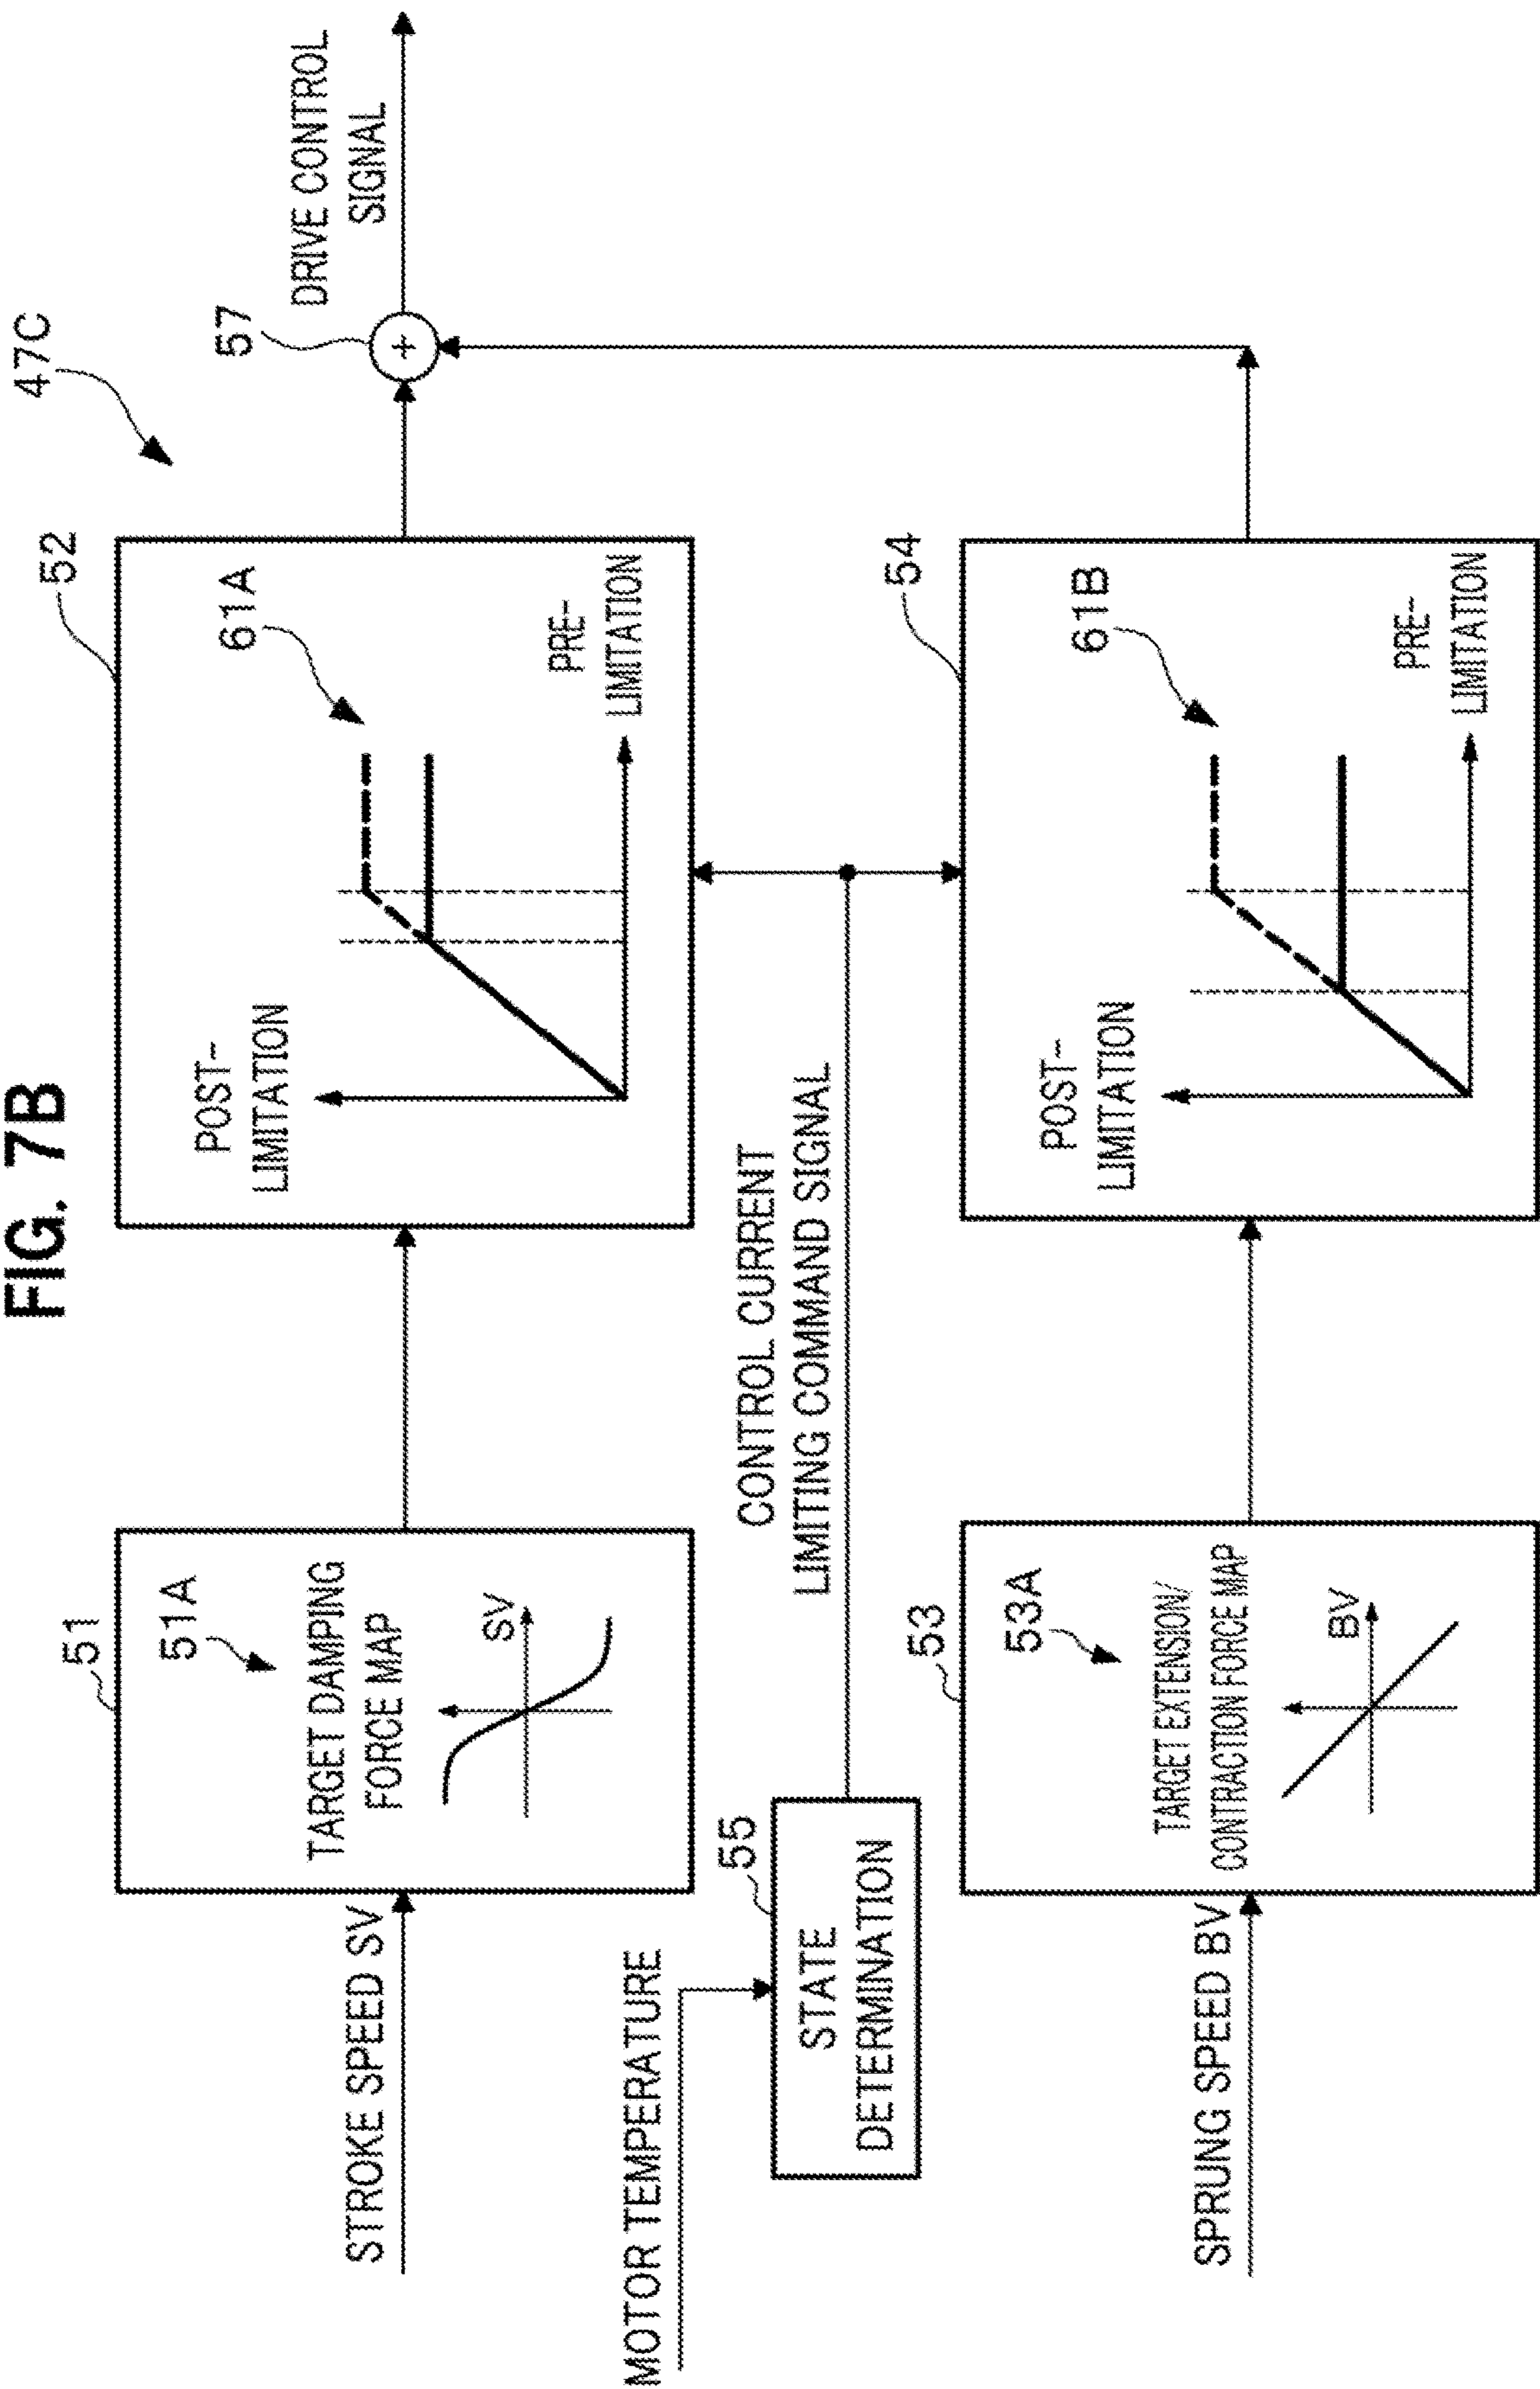 FIG. 7B
47C
STROKE SPEED SV
51
51A
TARGET DAMPING
FORCE MAP
SV
52
POST-
LIMITATION
61A
PRE-
LIMITATION
57
+
DRIVE CONTROL
SIGNAL
MOTOR TEMPERATURE
55
STATE
DETERMINATION
CONTROL CURRENT
LIMITING COMMAND SIGNAL
SPRUNG SPEED BV
53
53A
TARGET EXTENSION/
CONTRACTION FORCE MAP
BV
54
POST-
LIMITATION
61B
PRE-
LIMITATION